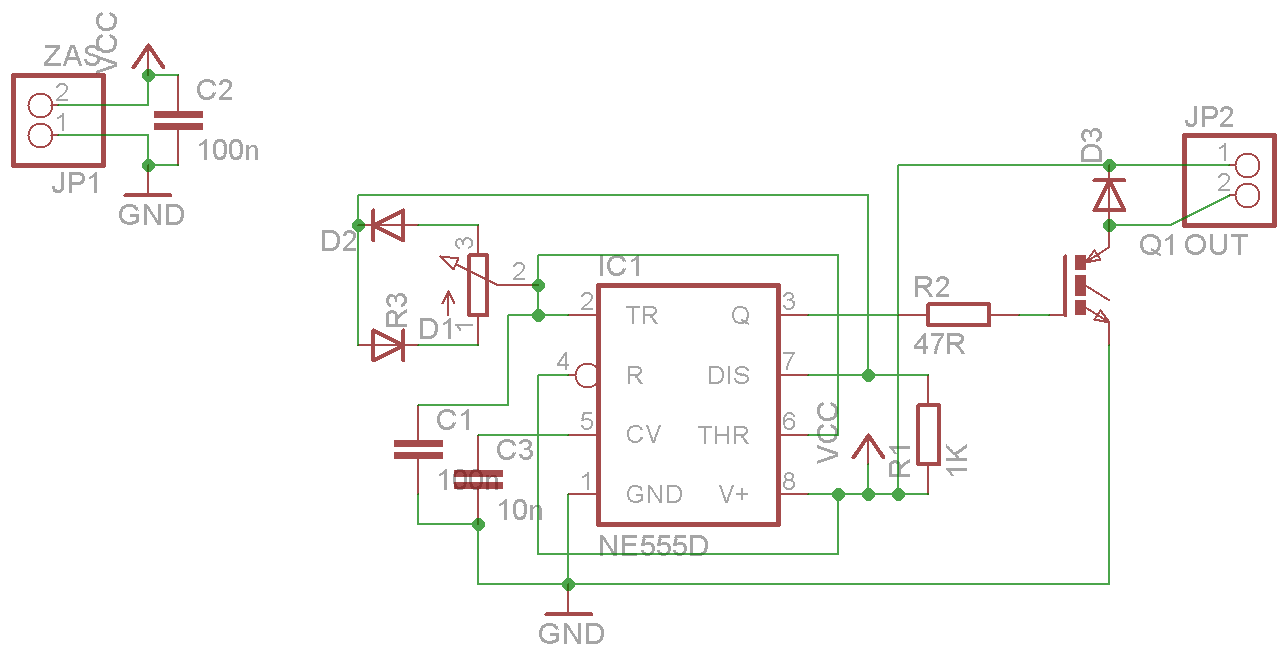 VCC
ZAS
2
1
C2
100n
JP1
GND
JP2
D3
1
2
Q1 OUT
D2
3
2
R3
D1
1
IC1
2
TR
Q
3
R2
47R
4
R
DIS
7
C1
100n
5
CV
THR
6
VCC
R1
1K
C3
10n
1
GND
V+
8
NE555D
GND